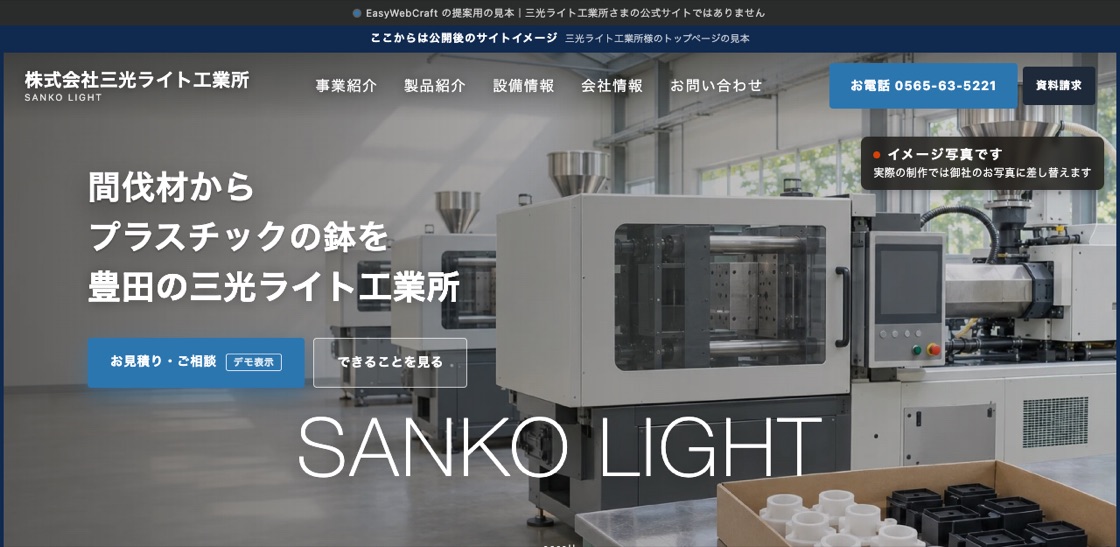 EasyWebCraft の提案用の見本｜三光ライト工業所さまの公式サイトではありません
ここからは公開後のサイトイメージ 三光ライト工業所様のトップページの見本
株式会社三光ライト工業所
SANKO LIGHT
事業紹介 製品紹介 設備情報 会社情報 お問い合わせ
お電話 0565-63-5221
資料請求
イメージ写真です
実際の制作では御社のお写真に差し替えます
間伐材から
プラスチックの鉢を
豊田の三光ライト工業所
お見積り・ご相談 デモ表示
できることを見る
SANKO LIGHT